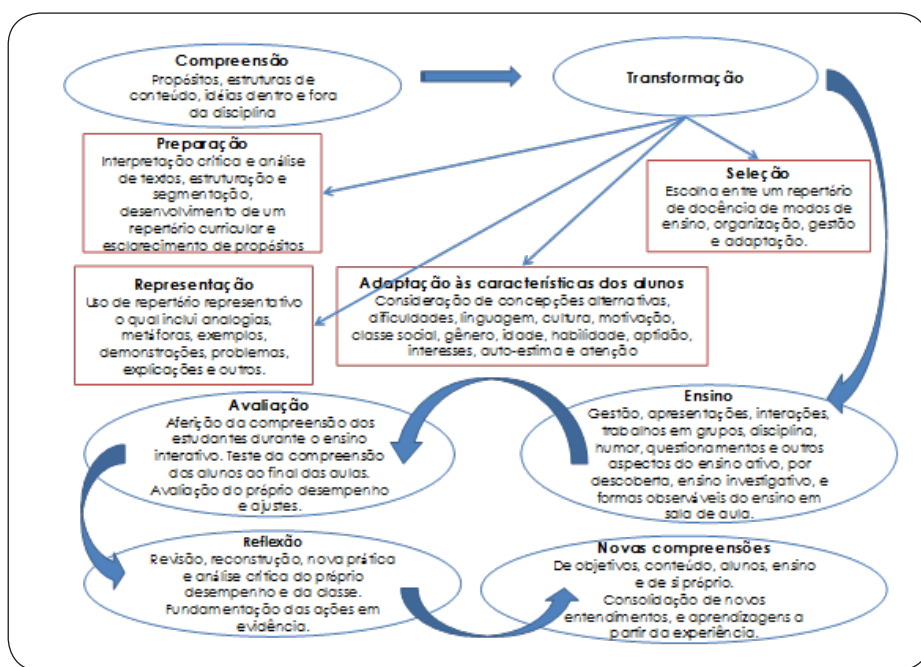 Compreensão
Propósitos, estruturas de
conteúdo, idéias dentro e fora
da disciplina
Transformação
Preparação
Interpretação crítica e análise
de textos, estruturação e
segmentação,
desenvolvimento de um
repertório curricular e
esclarecimento de propósitos
Seleção
Escolha entre um repertório
de docência de modos de
ensino, organização, gestão
e adaptação.
Representação
Uso de repertório representativo
o qual inclui analogias,
metáforas, exemplos,
demonstrações, problemas,
explicações e outros.
Adaptação às características dos alunos
Consideração de concepções alternativas,
dificuldades, linguagem, cultura, motivação,
classe social, gênero, idade, habilidade, aptidão,
interesses, auto-estima e atenção
Ensino
Gestão, apresentações, interações,
trabalhos em grupos, disciplina,
humor, questionamentos e outros
aspectos do ensino ativo, por
descoberta, ensino investigativo, e
formas observáveis do ensino em
sala de aula.
Avaliação
Aferição da compreensão dos
estudantes durante o ensino
interativo. Teste da compreensão
dos alunos ao final das aulas.
Avaliação do próprio desempenho
e ajustes.
Reflexão
Revisão, reconstrução, nova prática
e análise crítica do próprio
desempenho e da classe.
Fundamentação das ações em
evidência.
Novas compreensões
De objetivos, conteúdo, alunos, ensino
e de si próprio.
Consolidação de novos
entendimentos, e aprendizagens a
partir da experiência.